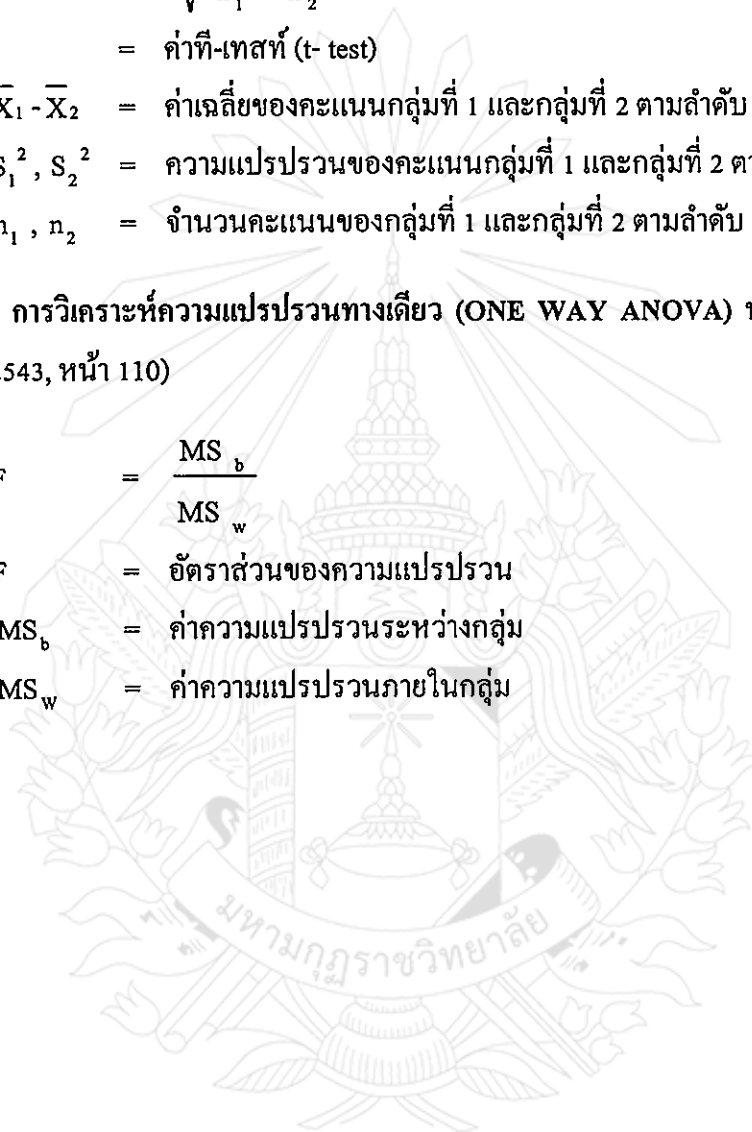 = ค่าที-เทสท์ (t- test)
X̄₁ - X̄₂ = ค่าเฉลี่ยของคะแนนกลุ่มที่ 1 และกลุ่มที่ 2 ตามลำดับ
S₁², S₂² = ความแปรปรวนของคะแนนกลุ่มที่ 1 และกลุ่มที่ 2
n₁ , n₂ = จำนวนคะแนนของกลุ่มที่ 1 และกลุ่มที่ 2 ตามลำดับ
การวิเคราะห์ความแปรปรวนทางเดียว (ONE WAY ANOVA)
543, หน้า 110)
F = MS b
MS w
F = อัตราส่วนของความแปรปรวน
MS b = ค่าความแปรปรวนระหว่างกลุ่ม
MS w = ค่าความแปรปรวนภายในกลุ่ม
มหามกุฏราชวิทยาลัย